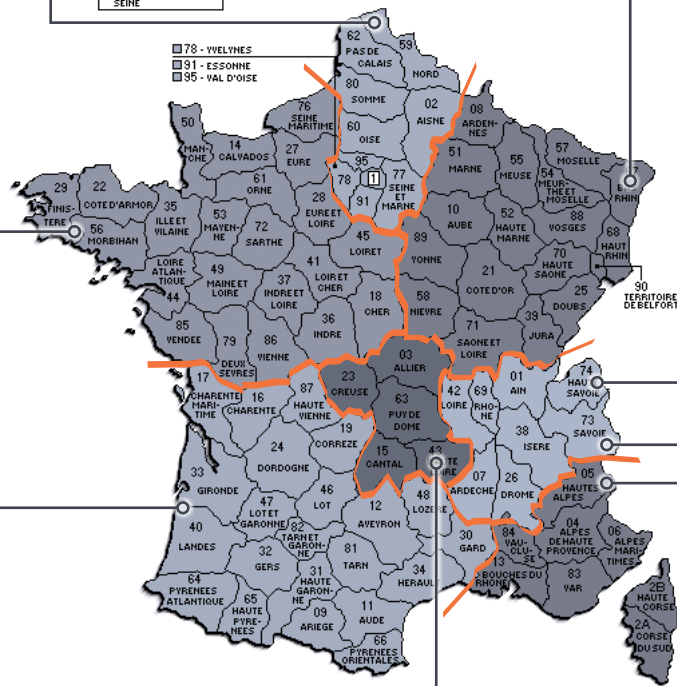 SEINE
78 - YVELYNES
91 - ESSONNE
95 - VAL D'OISE
62
PAS DE
CALAIS
59
NORD
80
SOMME
02
AISNE
60
OISE
95
78
1
91
77
SEINE
ET
MARNE
08
ARDEN-
NES
76
SEINE
MARITIME
50
MAN-
CHE
14
CALVADOS
27
EURE
61
ORNE
28
EURE ET
LOIRE
29
FINIS-
TERE
22
COTE D'ARMOR
35
ILLE ET
VILAINE
56
MORBIHAN
53
MAYEN-
NE
72
SARTHE
45
LOIRET
LOIRE
ATLAN-
TIQUE
44
49
MAINE ET
LOIRE
37
INDRE ET
LOIRE
41
LOIR ET
CHER
18
CHER
36
INDRE
85
VENDEE
79
DEUX
SEVRES
86
VIENNE
51
MARNE
55
MEUSE
57
MOSELLE
54
MEUR-
THE ET
MOSELLE
RHIN
10
AUBE
52
HAUTE
MARNE
88
VOSGES
68
HAUT
RHIN
89
YONNE
21
COTE D'OR
70
HAUTE
SAONE
90
TERRITOIRE
DE BELFORT
25
DOUBS
58
NIEVRE
39
JURA
71
SAONE ET
LOIRE
03
ALLIER
23
CREUSE
63
PUY DE
DOME
15
CANTAL
43
17
CHARENTE
MARI-
TIME
16
CHARENTE
87
HAUTE
VIENNE
19
CORREZE
24
DORDOGNE
33
GIRONDE
47
LOT ET
GARONNE
46
LOT
12
AVEYRON
48
LOZERE
40
LANDES
82
TARN ET
GARON-
NE
32
GERS
81
TARN
30
GARD
34
HERAUL
31
HAUTE
GARON-
NE
64
PYRENEES
ATLANTIQUE
65
HAUTE
PYRE-
NEES
09
ARIEGE
11
AUDE
66
PYRENEES
ORIENTALES
42
LOIRE
69
RHO-
NE
01
AIN
74
SAVOIE
73
SAVOIE
38
ISERE
07
ARDECHE
26
DROME
05
HAUTES
ALPES
04
ALPES
DE HAUTE
PROVENCE
06
ALPES
MARI-
TIMES
84
VAU-
CLU-
SE
13
BOUCHES DU
RHONE
83
VAR
2B
HAUTE
CORSE
2A
CORSE
DU SUD